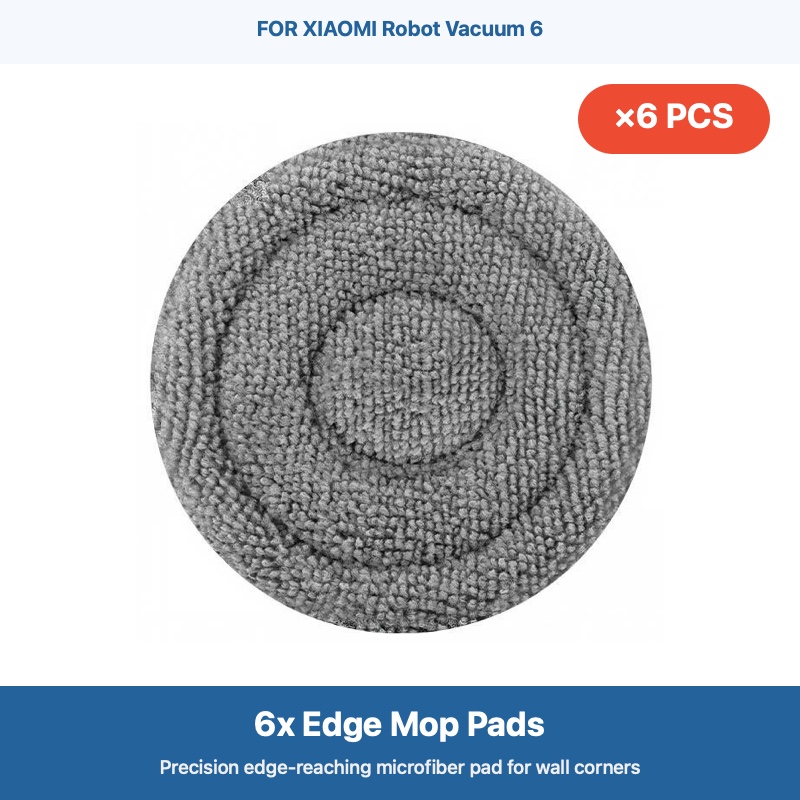 FOR XIAOMI Robot Vacuum 6
×6 PCS
6x Edge Mop Pads
Precision edge-reaching microfiber pad for wall corners